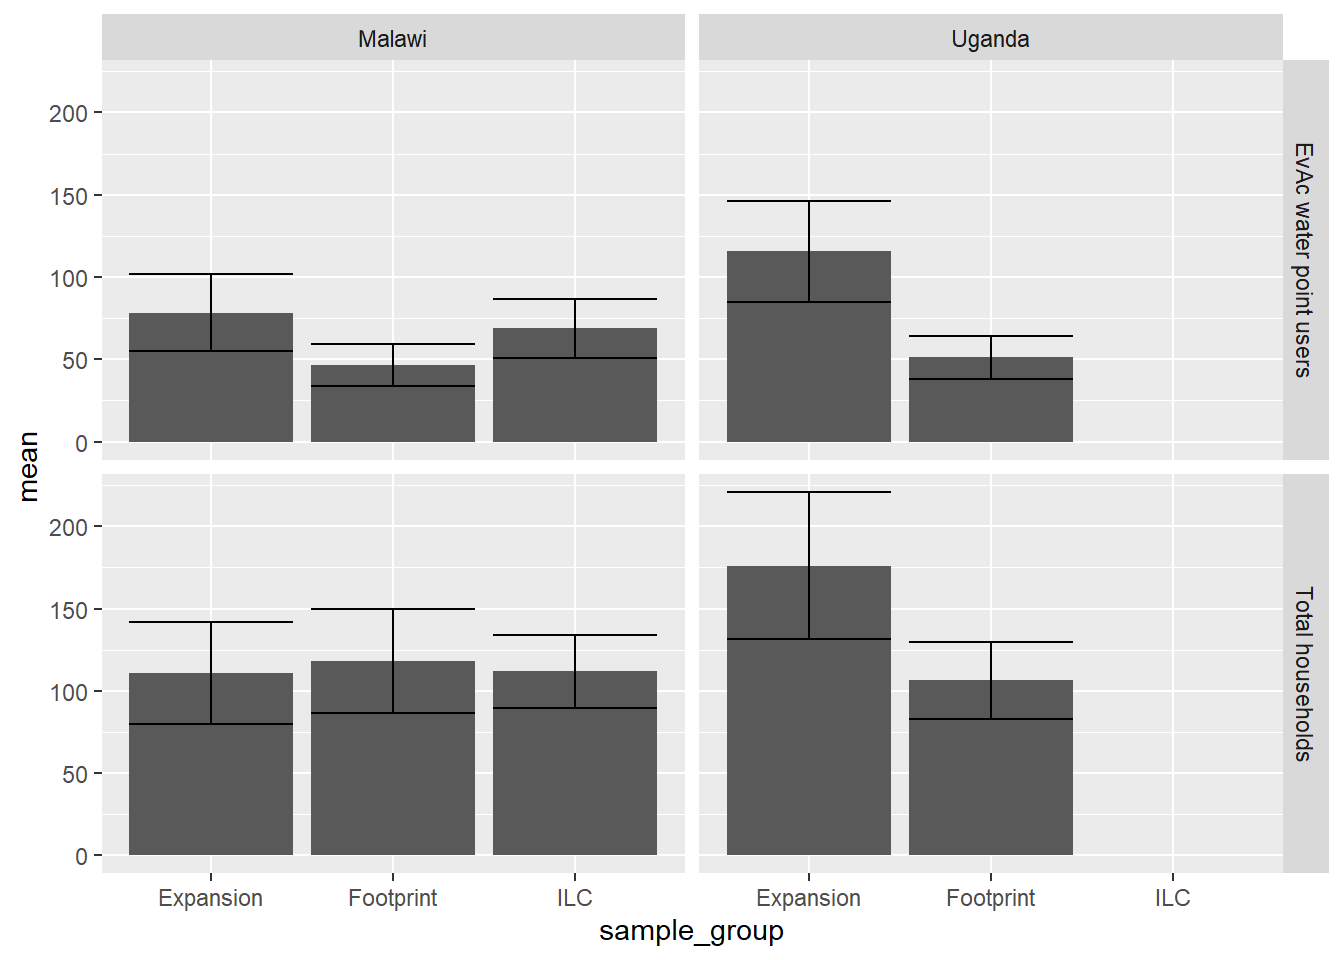 Malawi
Uganda
200
150
100
50
0
EvAc water point users
mean
200
150
100
50
0
Total households
Expansion
Footprint
ILC
Expansion
Footprint
ILC
sample_group